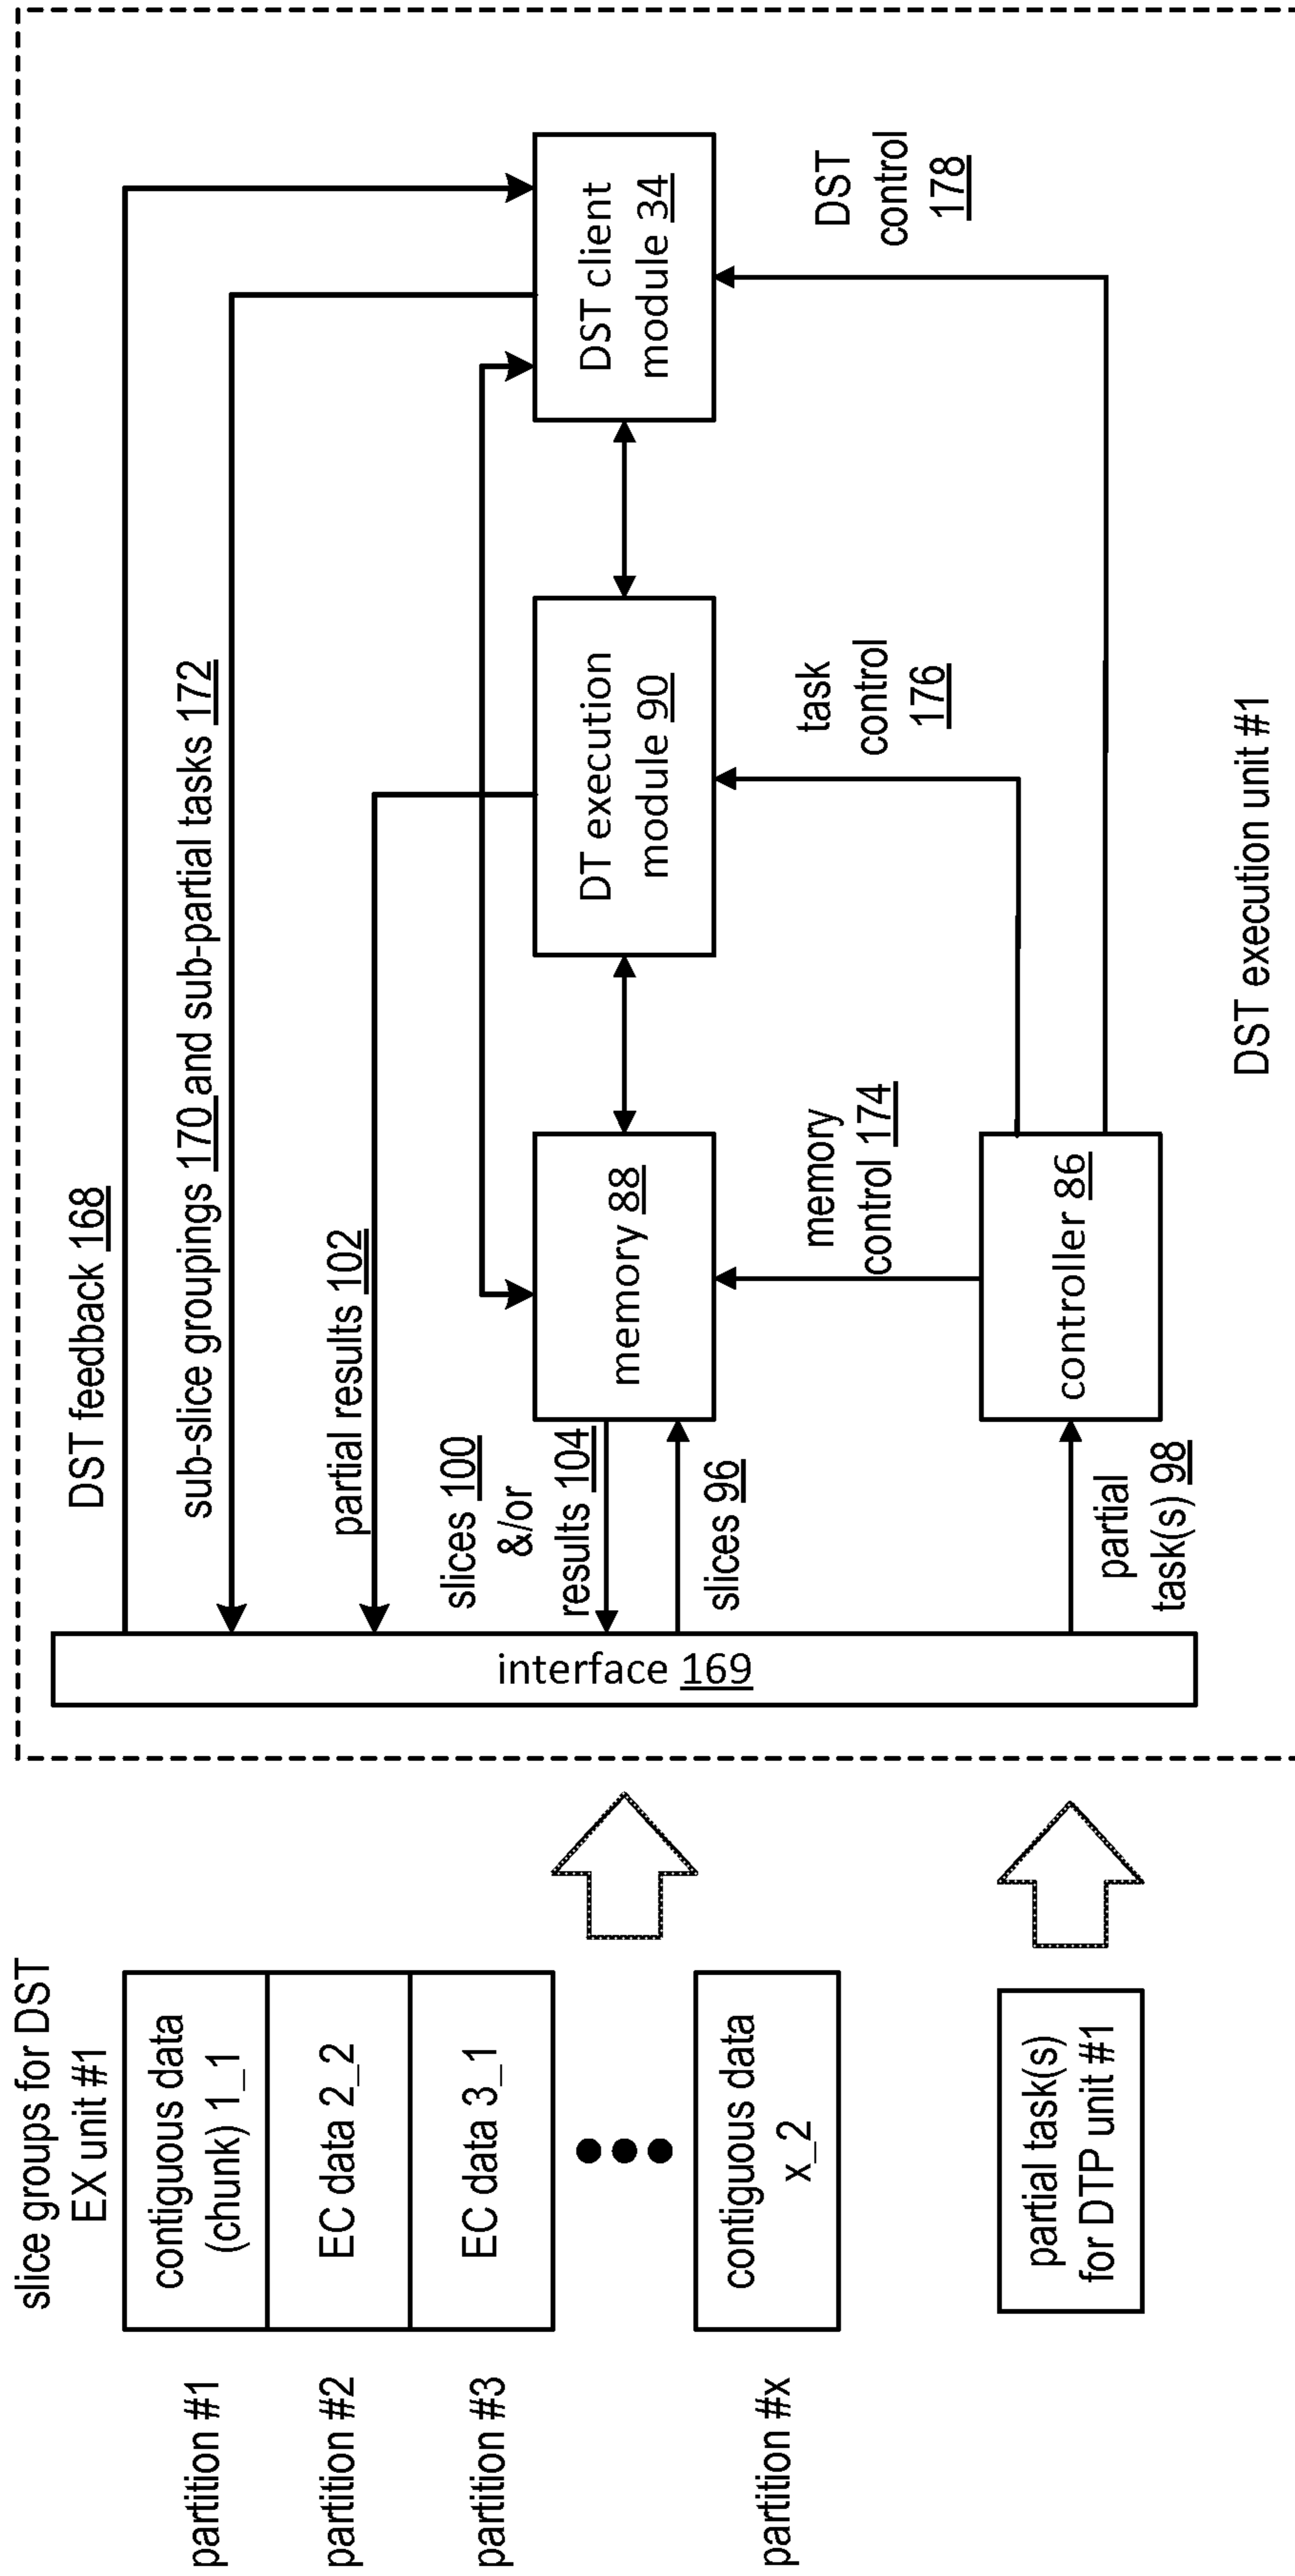 slice groups for DST
EX unit #1
partition #1
contiguous data
(chunk) 1_1
partition #2
EC data 2_2
partition #3
EC data 3_1
partition #x
contiguous data
x_2
partial task(s)
for DTP unit #1
interface 169
DST feedback 168
sub-slice groupings 170 and sub-partial tasks 172
partial results 102
slices 100
&/or
results 104
slices 96
partial
task(s) 98
memory 88
DT execution
module 90
DST client
module 34
memory
control 174
task
control
176
DST
control
178
controller 86
DST execution unit #1